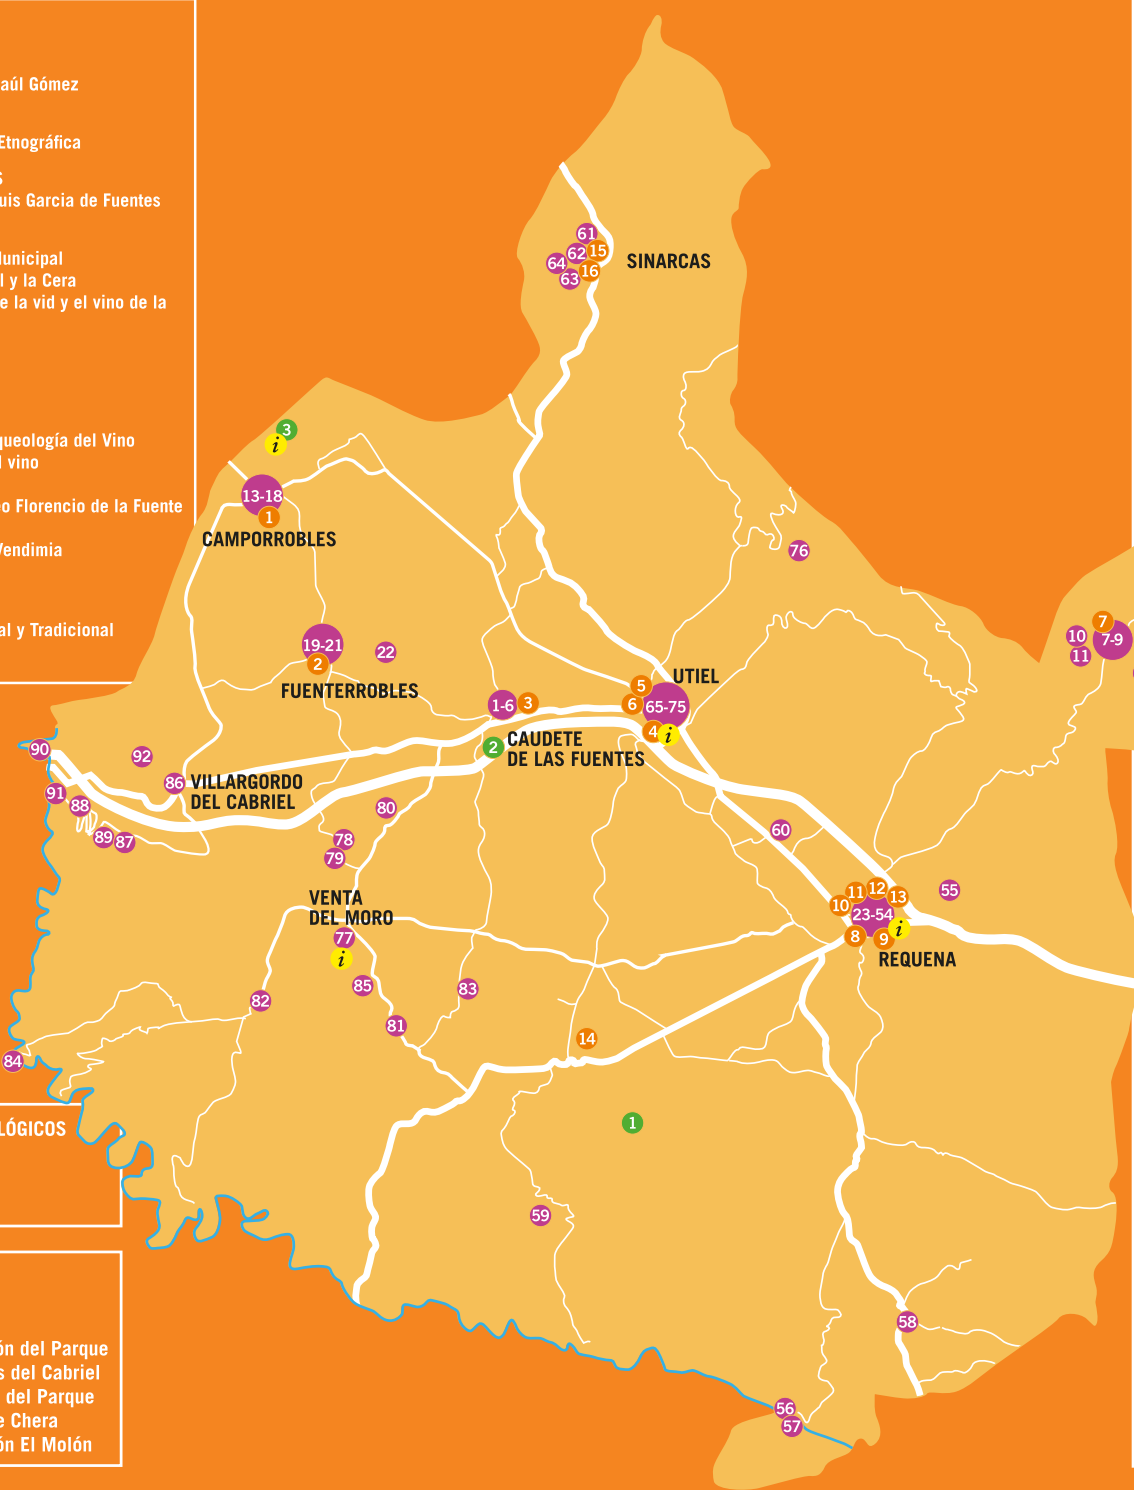 aúl Gómez
Etnográfica
S
uis Garcia de Fuentes
unicipal
l y la Cera
e la vid y el vino de la
queología del Vino
l vino
o Florencio de la Fuente
Vendimia
al y Tradicional
61
62
15
64
16
63
SINARCAS
3
i
13-18
1
CAMPORROBLES
76
7
10
7-9
11
19-21
22
2
FUENTERROBLES
UTIEL
5
1-6
3
6
65-75
4
i
90
92
2
CAUDETE
DE LAS FUENTES
86
VILLARGORDO
DEL CABRIEL
91
88
80
89
87
78
79
60
VENTA
DEL MORO
77
i
11
12
13
55
10
23-54
i
8
9
REQUENA
82
85
83
81
14
84
1
LÓGICOS
59
58
56
57
ón del Parque
s del Cabriel
del Parque
e Chera
ón El Molón